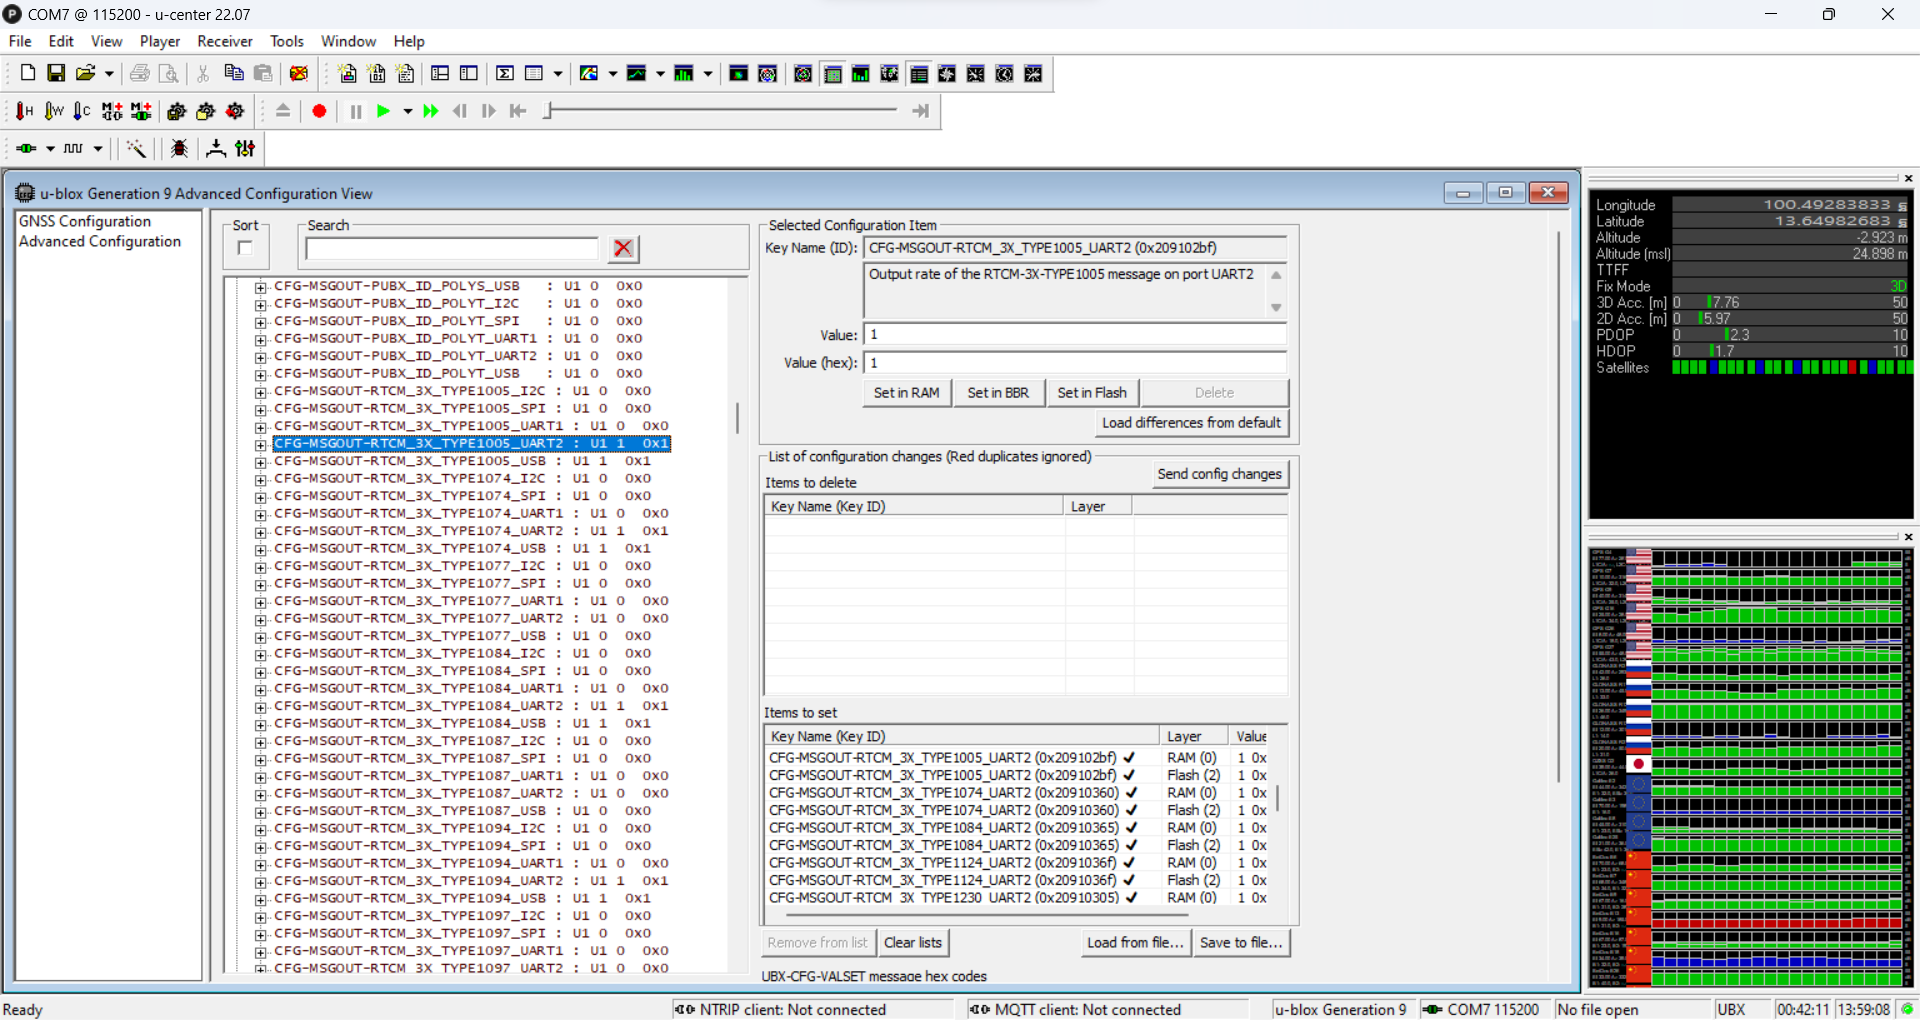 COM7 @ 115200 - u-center 22.07
File Edit View Player Receiver Tools Window Help
u-blox Generation 9 Advanced Configuration View
GNSS Configuration
Advanced Configuration
Sort
Search
CFG-MSGOUT-PUBX_ID_POLYS_USB : U1 0 0x0
CFG-MSGOUT-PUBX_ID_POLYT_I2C : U1 0 0x0
CFG-MSGOUT-PUBX_ID_POLYT_SPI : U1 0 0x0
CFG-MSGOUT-PUBX_ID_POLYT_UART1 : U1 0 0x0
CFG-MSGOUT-PUBX_ID_POLYT_UART2 : U1 0 0x0
CFG-MSGOUT-PUBX_ID_POLYT_USB : U1 0 0x0
CFG-MSGOUT-RTCM_3X_TYPE1005_I2C : U1 0 0x0
CFG-MSGOUT-RTCM_3X_TYPE1005_SPI : U1 0 0x0
CFG-MSGOUT-RTCM_3X_TYPE1005_UART1 : U1 0 0x0
CFG-MSGOUT-RTCM_3X_TYPE1005_UART2 : U1 1 0x1
CFG-MSGOUT-RTCM_3X_TYPE1005_USB : U1 1 0x1
CFG-MSGOUT-RTCM_3X_TYPE1074_I2C : U1 0 0x0
CFG-MSGOUT-RTCM_3X_TYPE1074_SPI : U1 0 0x0
CFG-MSGOUT-RTCM_3X_TYPE1074_UART1 : U1 0 0x0
CFG-MSGOUT-RTCM_3X_TYPE1074_UART2 : U1 1 0x1
CFG-MSGOUT-RTCM_3X_TYPE1074_USB : U1 1 0x1
CFG-MSGOUT-RTCM_3X_TYPE1077_I2C : U1 0 0x0
CFG-MSGOUT-RTCM_3X_TYPE1077_SPI : U1 0 0x0
CFG-MSGOUT-RTCM_3X_TYPE1077_UART1 : U1 0 0x0
CFG-MSGOUT-RTCM_3X_TYPE1077_UART2 : U1 0 0x0
CFG-MSGOUT-RTCM_3X_TYPE1077_USB : U1 0 0x0
CFG-MSGOUT-RTCM_3X_TYPE1084_I2C : U1 0 0x0
CFG-MSGOUT-RTCM_3X_TYPE1084_SPI : U1 0 0x0
CFG-MSGOUT-RTCM_3X_TYPE1084_UART1 : U1 0 0x0
CFG-MSGOUT-RTCM_3X_TYPE1084_UART2 : U1 1 0x1
CFG-MSGOUT-RTCM_3X_TYPE1084_USB : U1 1 0x1
CFG-MSGOUT-RTCM_3X_TYPE1087_I2C : U1 0 0x0
CFG-MSGOUT-RTCM_3X_TYPE1087_SPI : U1 0 0x0
CFG-MSGOUT-RTCM_3X_TYPE1087_UART1 : U1 0 0x0
CFG-MSGOUT-RTCM_3X_TYPE1087_UART2 : U1 0 0x0
CFG-MSGOUT-RTCM_3X_TYPE1087_USB : U1 0 0x0
CFG-MSGOUT-RTCM_3X_TYPE1094_I2C : U1 0 0x0
CFG-MSGOUT-RTCM_3X_TYPE1094_SPI : U1 0 0x0
CFG-MSGOUT-RTCM_3X_TYPE1094_UART1 : U1 0 0x0
CFG-MSGOUT-RTCM_3X_TYPE1094_UART2 : U1 1 0x1
CFG-MSGOUT-RTCM_3X_TYPE1094_USB : U1 1 0x1
CFG-MSGOUT-RTCM_3X_TYPE1097_I2C : U1 0 0x0
CFG-MSGOUT-RTCM_3X_TYPE1097_SPI : U1 0 0x0
CFG-MSGOUT-RTCM_3X_TYPE1097_UART1 : U1 0 0x0
CFG-MSGOUT-RTCM_3X_TYPE1097_UART2 : U1 0 0x0
Selected Configuration Item
Key Name (ID): CFG-MSGOUT-RTCM_3X_TYPE1005_UART2 (0x209102bf)
Output rate of the RTCM-3X-TYPE1005 message on port UART2
Value: 1
Value (hex): 1
Set in RAM Set in BBR Set in Flash Delete
Load differences from default
List of configuration changes (Red duplicates ignored)
Send config changes
Items to delete
Key Name (Key ID) Layer
Items to set
Key Name (Key ID) Layer Value
CFG-MSGOUT-RTCM_3X_TYPE1005_UART2 (0x209102bf) ✔ RAM (0) 1 0x
CFG-MSGOUT-RTCM_3X_TYPE1005_UART2 (0x209102bf) ✔ Flash (2) 1 0x
CFG-MSGOUT-RTCM_3X_TYPE1074_UART2 (0x20910360) ✔ RAM (0) 1 0x
CFG-MSGOUT-RTCM_3X_TYPE1074_UART2 (0x20910360) ✔ Flash (2) 1 0x
CFG-MSGOUT-RTCM_3X_TYPE1084_UART2 (0x20910365) ✔ RAM (0) 1 0x
CFG-MSGOUT-RTCM_3X_TYPE1084_UART2 (0x20910365) ✔ Flash (2) 1 0x
CFG-MSGOUT-RTCM_3X_TYPE1124_UART2 (0x2091036f) ✔ RAM (0) 1 0x
CFG-MSGOUT-RTCM_3X_TYPE1124_UART2 (0x2091036f) ✔ Flash (2) 1 0x
CFG-MSGOUT-RTCM_3X_TYPE1230_UART2 (0x20910305) ✔ RAM (0) 1 0x
Remove from list Clear lists Load from file... Save to file...
UBX-CFG-VALSET message hex codes
Longitude 100.49283833
Latitude 13.64982683
Altitude -2.923 m
Altitude (msl) 24.898 m
TTFF
Fix Mode 3D
3D Acc. [m] 0 7.76 50
2D Acc. [m] 0 5.97 50
PDOP 0 2.3 10
HDOP 0 1.7 10
Satellites
Ready NTRIP client: Not connected MQTT client: Not connected u-blox Generation 9 COM7 115200 No file open UBX 00:42:11 13:59:08